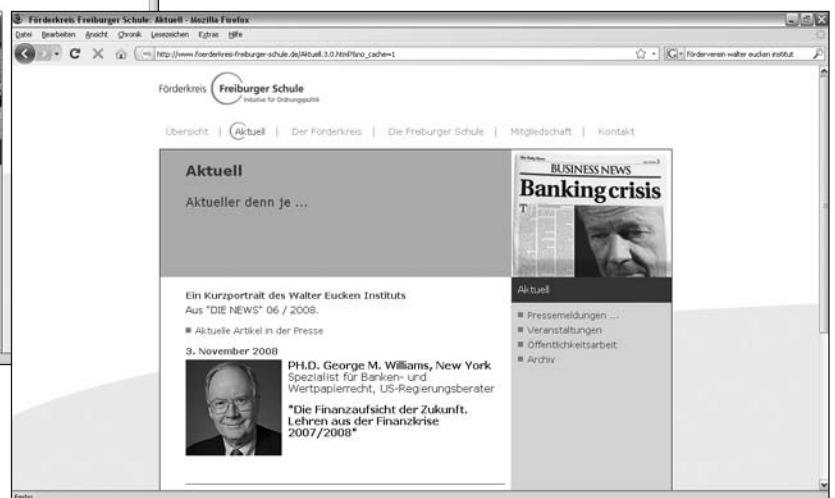 Förderkreis Freiburger Schule: Aktuell - Mozilla Firefox
Datei Bearbeiten Ansicht Chronik Lesezeichen Extras Hilfe
http://www.foerderkreis-freiburger-schule.de/Aktuell.3.0.html?&no_cache=1
förderverein walter eucken institut
Förderkreis Freiburger Schule
Initiative für Ordnungspolitik
Übersicht | Aktuell | Der Förderkreis | Die Freiburger Schule | Mitgliedschaft | Kontakt
Aktuell
Aktueller denn je ...
BUSINESS NEWS
Banking crisis
Ein Kurzportrait des Walter Eucken Instituts
Aus "DIE NEWS" 06 / 2008.
Aktuelle Artikel in der Presse
3. November 2008
PH.D. George M. Williams, New York
Spezialist für Banken- und
Wertpapierrecht, US-Regierungsberater
"Die Finanzaufsicht der Zukunft.
Lehren aus der Finanzkrise
2007/2008"
Aktuell
Pressemeldungen ...
Veranstaltungen
Öffentlichkeitsarbeit
Archiv
Fertig